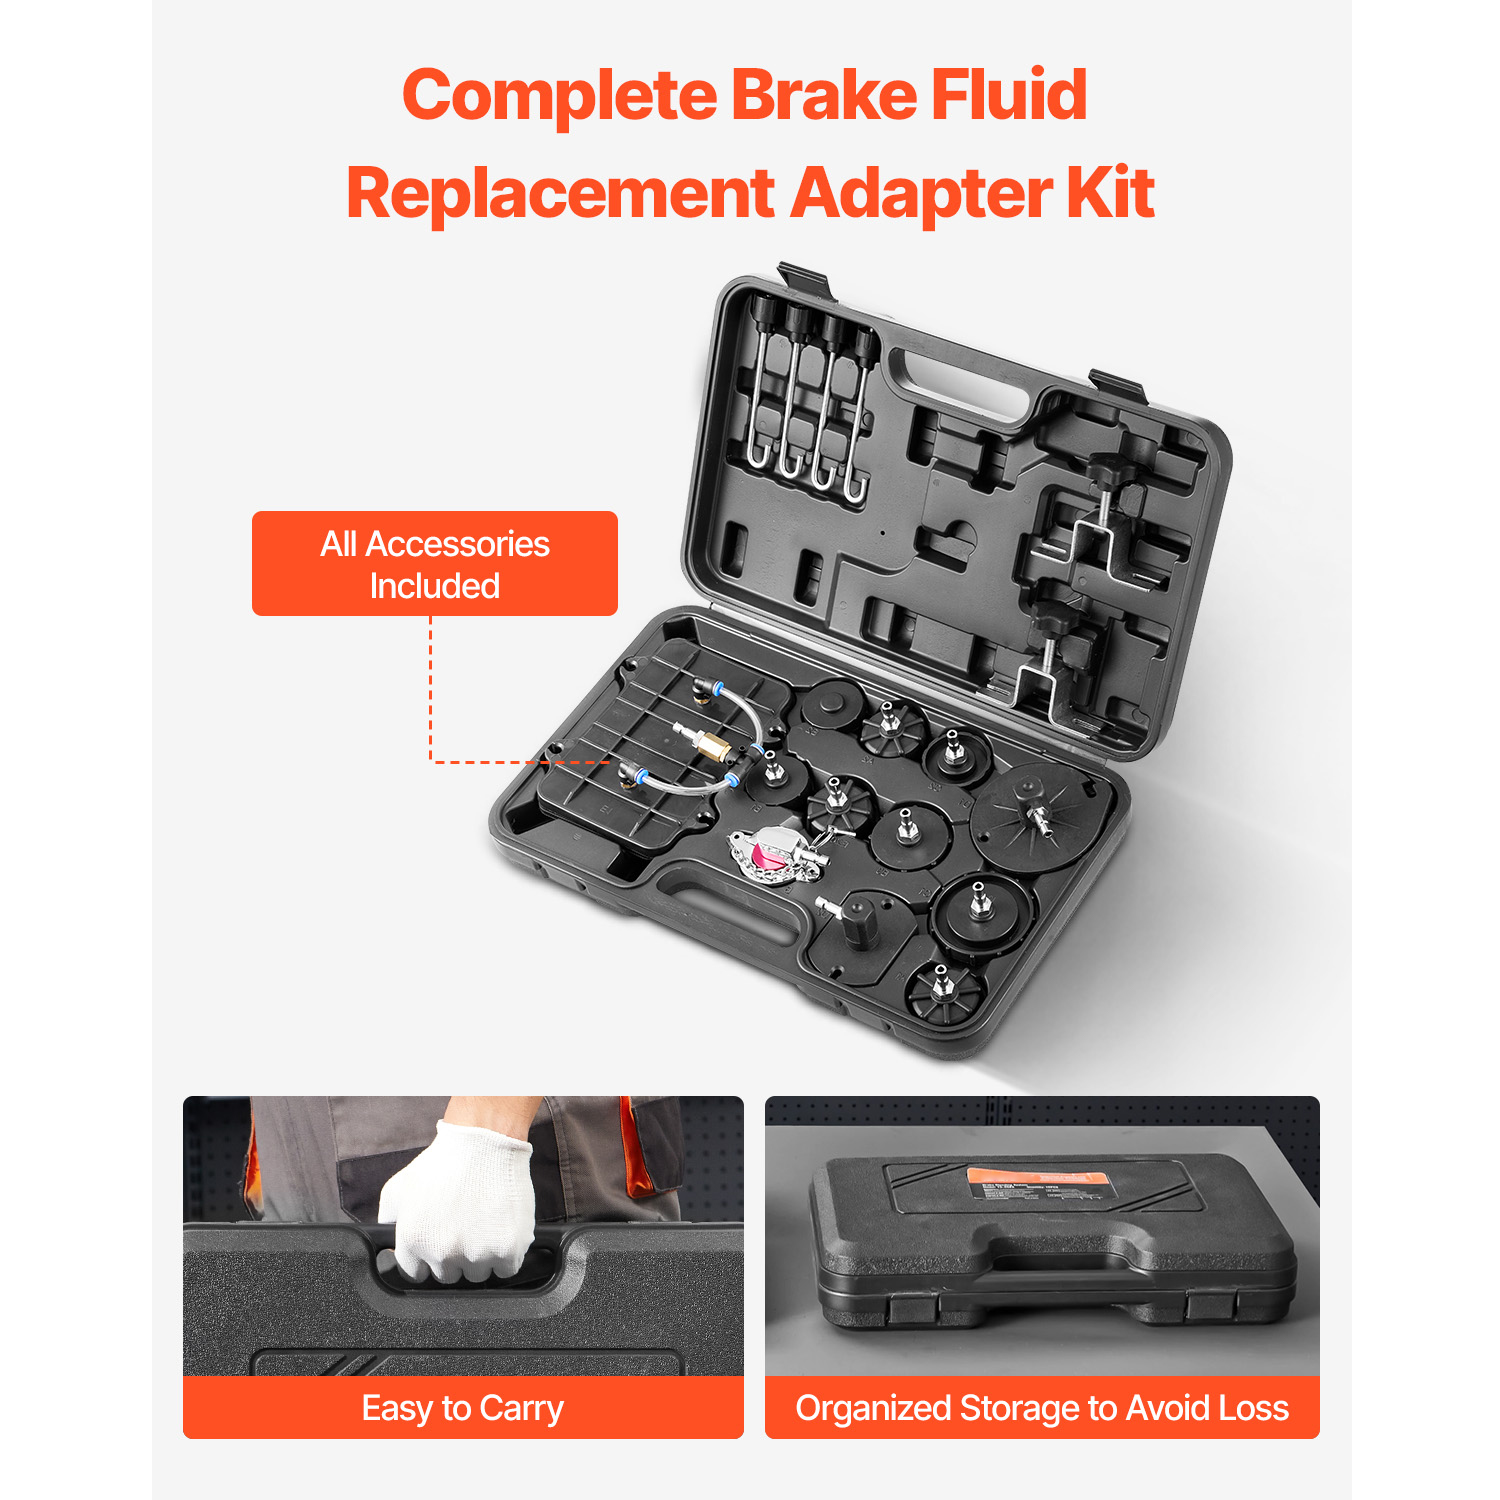 Complete Brake Fluid
Replacement Adapter Kit
All Accessories
Included
Easy to Carry
Organized Storage to Avoid Loss